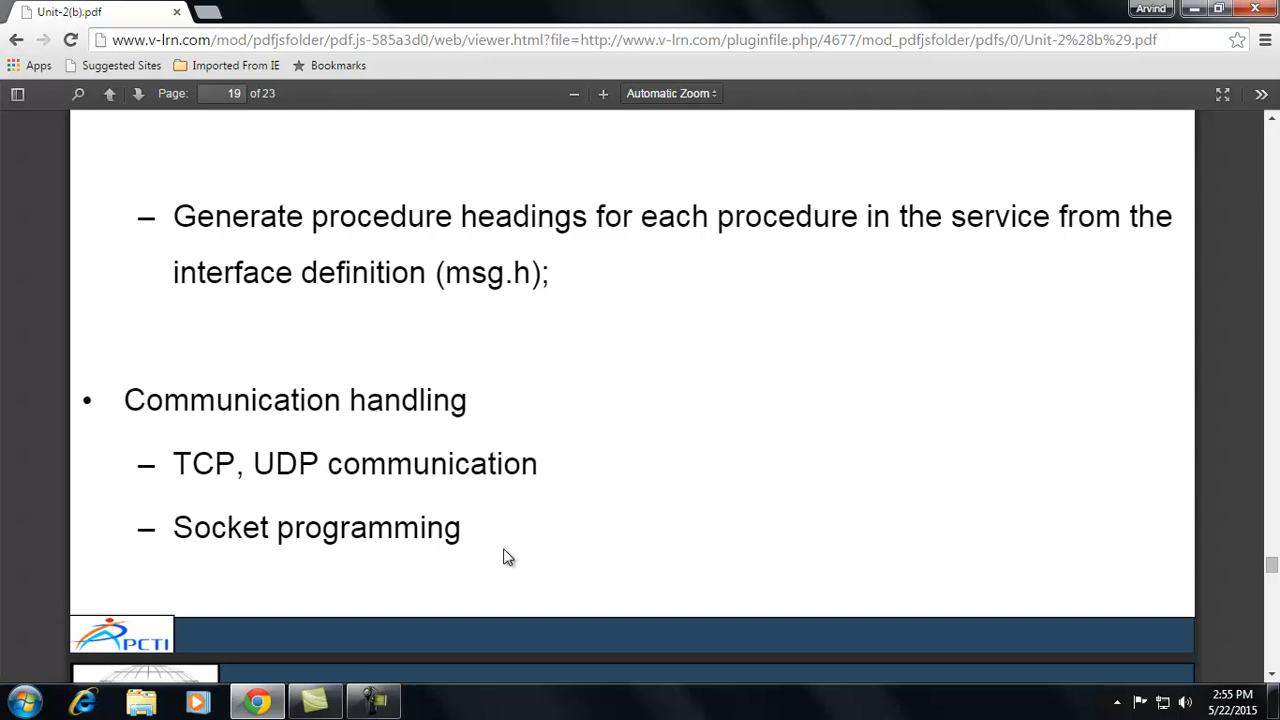 Unit-2(b).pdf
Arvind
www.v-lrn.com/mod/pdfjsfolder/pdf.js-585a3d0/web/viewer.html?file=http://www.v-lrn.com/pluginfile.php/4677/mod_pdfjsfolder/pdfs/0/Unit-2%28b%29.pdf
Apps Suggested Sites Imported From IE Bookmarks
Page: 19 of 23 Automatic Zoom
– Generate procedure headings for each procedure in the service from the
interface definition (msg.h);
• Communication handling
– TCP, UDP communication
– Socket programming
PCTI
2:55 PM
5/22/2015